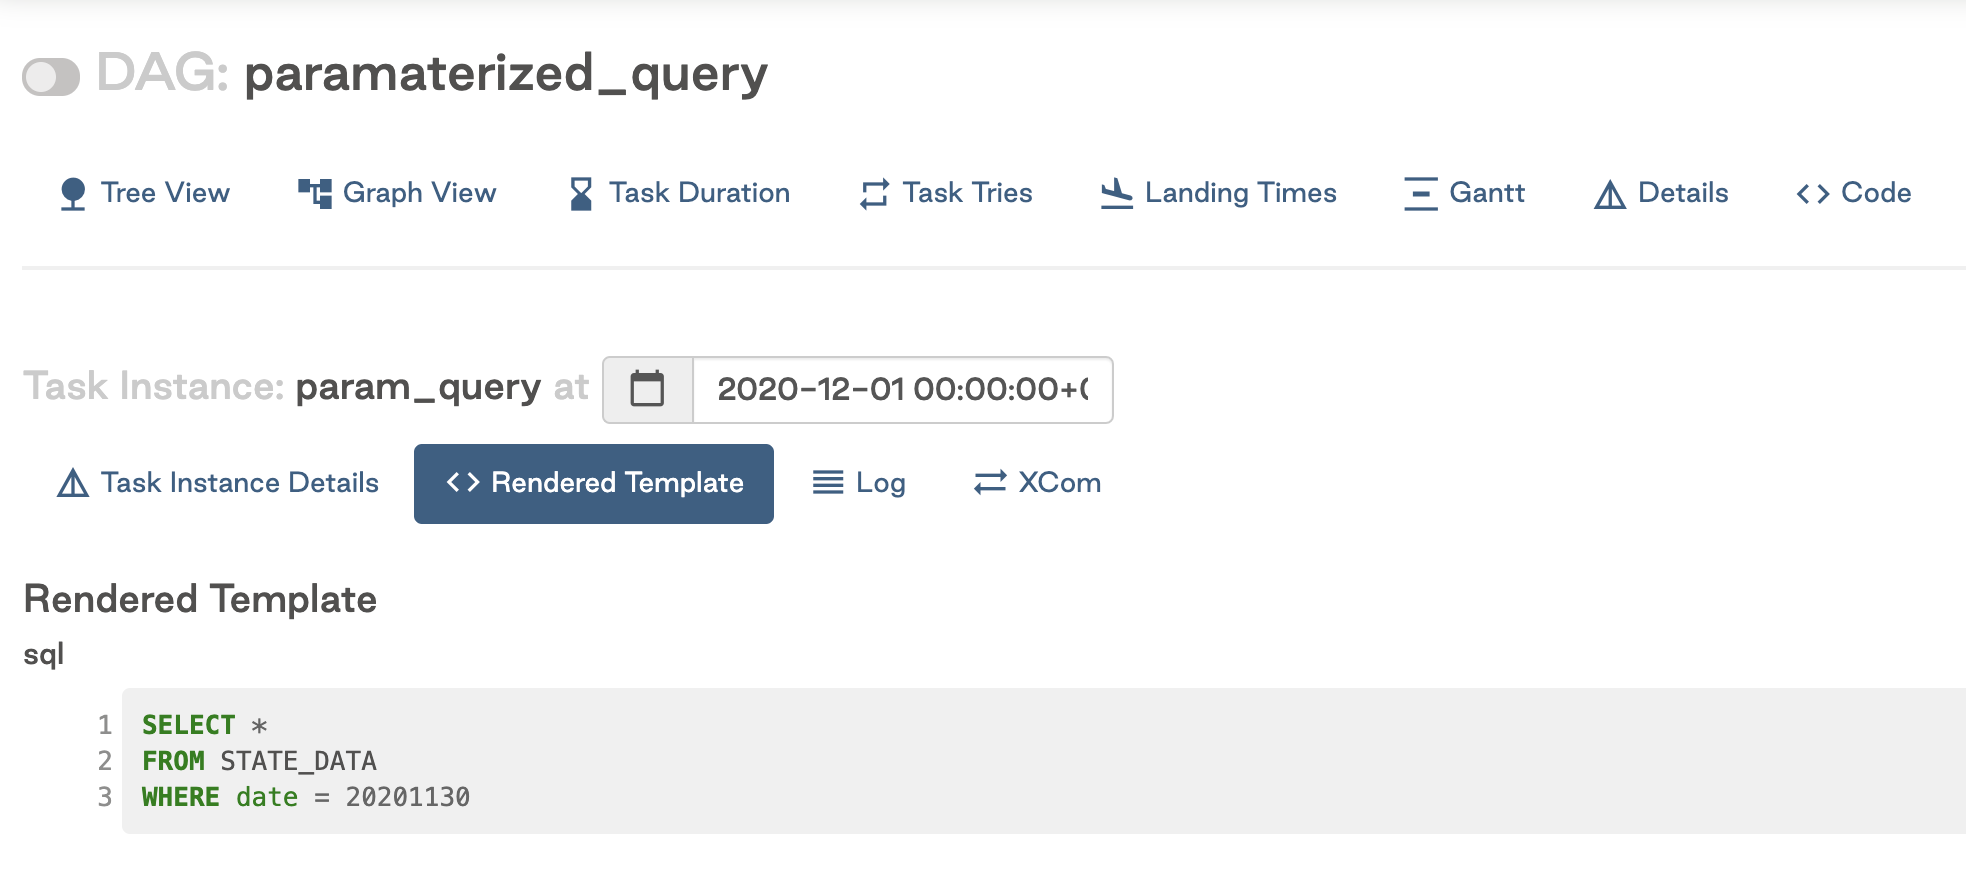 DAG: paramaterized_query
Tree View Graph View Task Duration Task Tries Landing Times Gantt Details Code
Task Instance: param_query at 2020-12-01 00:00:00+
Task Instance Details Rendered Template Log XCom
Rendered Template
sql
1 SELECT *
2 FROM STATE_DATA
3 WHERE date = 20201130